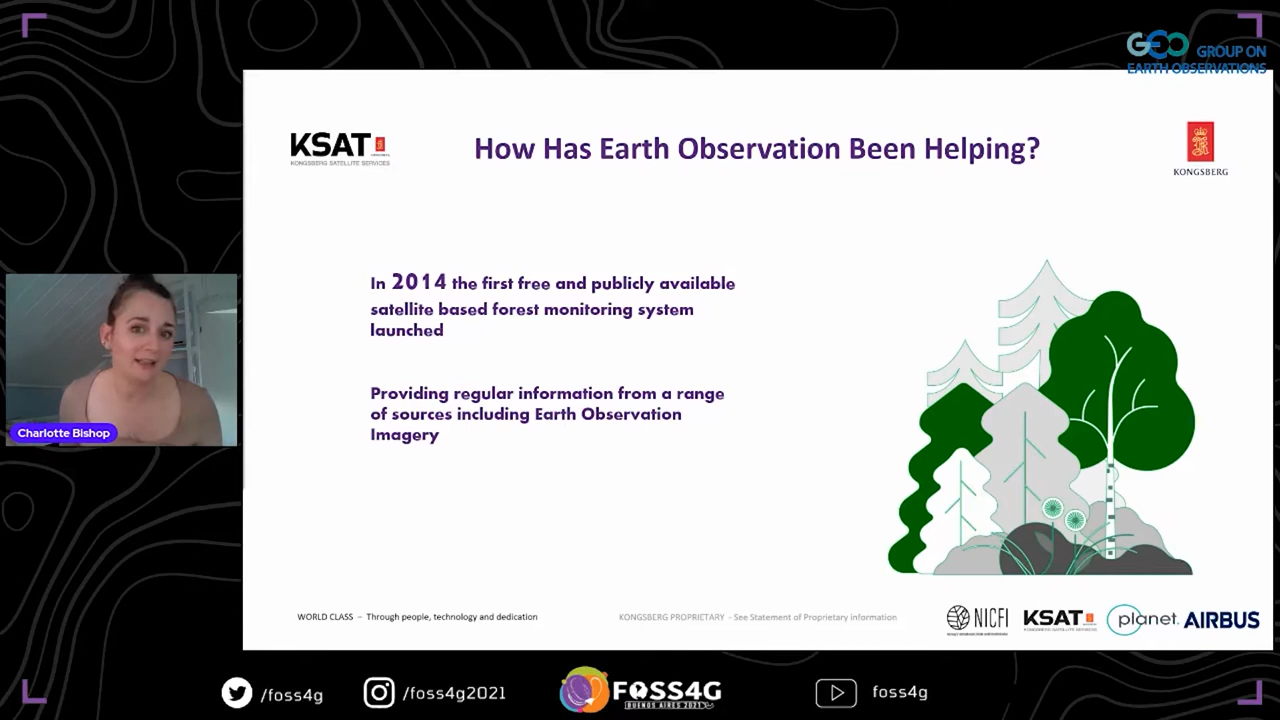 GEO GROUP ON
EARTH OBSERVATIONS
KSAT
KONGSBERG SATELLITE SERVICES
How Has Earth Observation Been Helping?
KONGSBERG
In 2014 the first free and publicly available
satellite based forest monitoring system
launched
Providing regular information from a range
of sources including Earth Observation
Imagery
Charlotte Bishop
WORLD CLASS – Through people, technology and dedication
KONGSBERG PROPRIETARY - See Statement of Proprietary information
NICFI
KSAT
KONGSBERG SATELLITE SERVICES
planet.
AIRBUS
/foss4g
/foss4g2021
FOSS4G
BUENOS AIRES 2021
foss4g